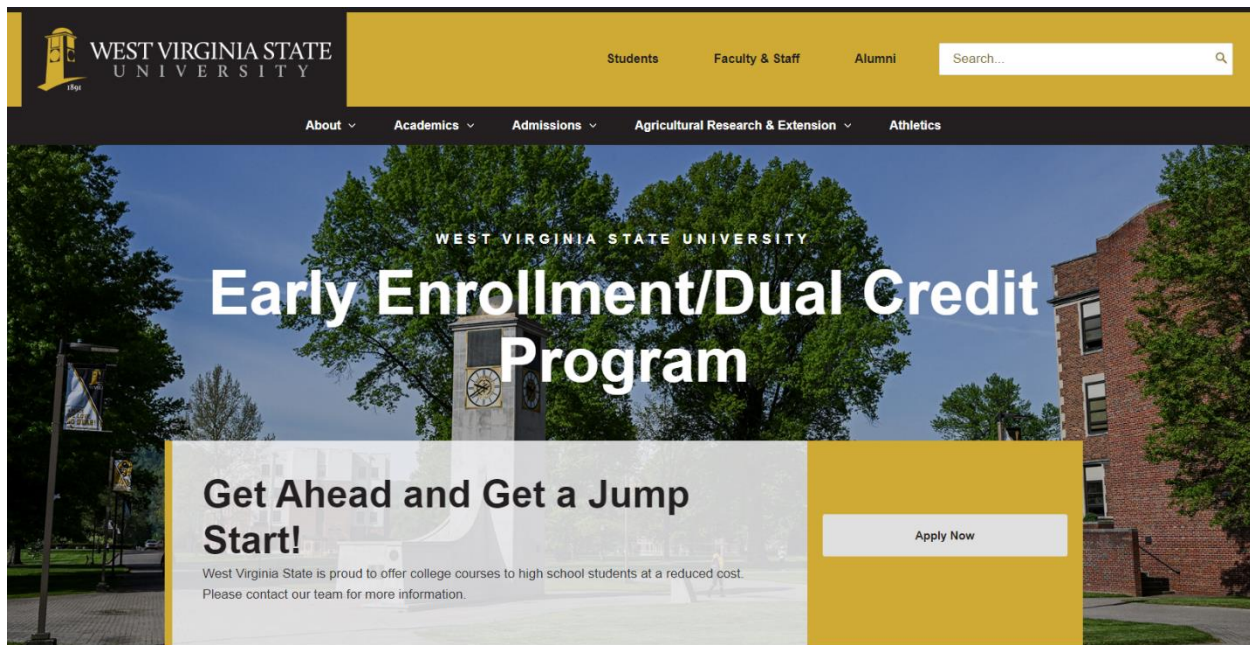 WEST VIRGINIA STATE
UNIVERSITY
1891
Students Faculty & Staff Alumni Search...
About Academics Admissions Agricultural Research & Extension Athletics
WEST VIRGINIA STATE UNIVERSITY
Early Enrollment/Dual Credit
Program
Get Ahead and Get a Jump
Start!
West Virginia State is proud to offer college courses to high school students at a reduced cost.
Please contact our team for more information.
Apply Now